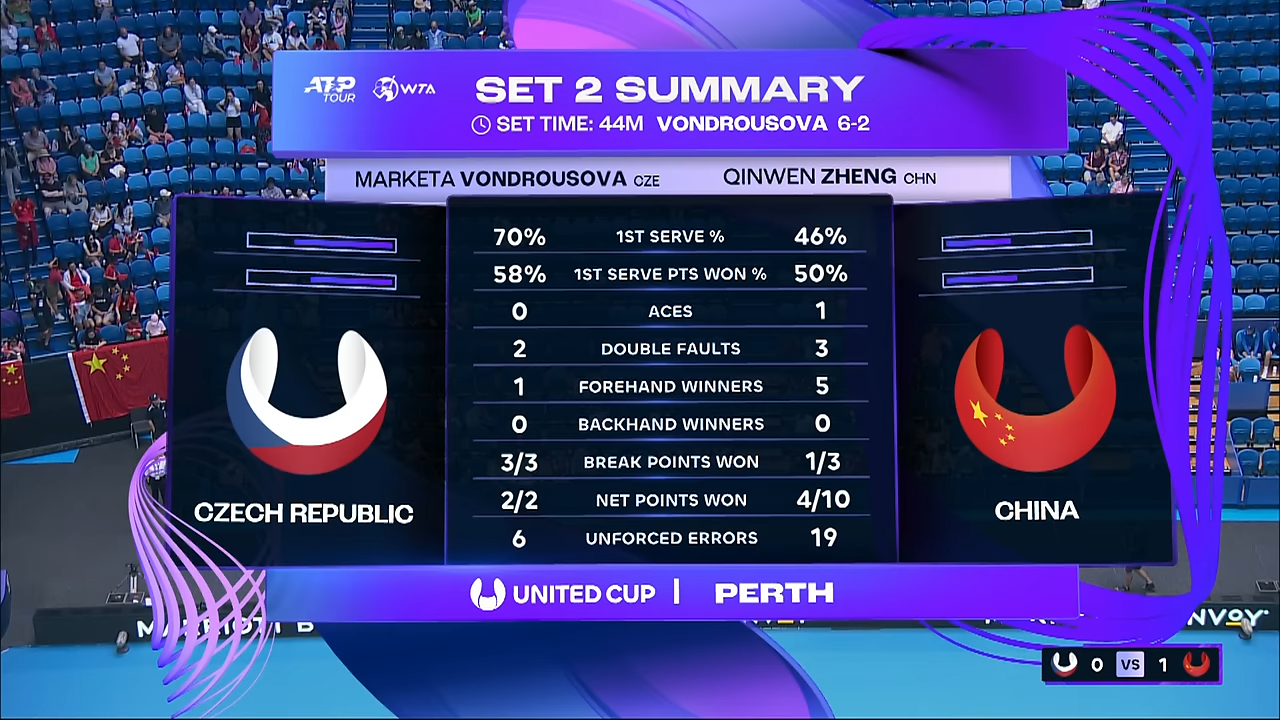 ATP TOUR WTA
SET 2 SUMMARY
SET TIME: 44M VONDROUSOVA 6-2
MARKETA VONDROUSOVA CZE QINWEN ZHENG CHN
70% 1ST SERVE % 46%
58% 1ST SERVE PTS WON % 50%
0 ACES 1
2 DOUBLE FAULTS 3
1 FOREHAND WINNERS 5
0 BACKHAND WINNERS 0
3/3 BREAK POINTS WON 1/3
2/2 NET POINTS WON 4/10
6 UNFORCED ERRORS 19
CZECH REPUBLIC CHINA
UNITED CUP | PERTH
0 VS 1